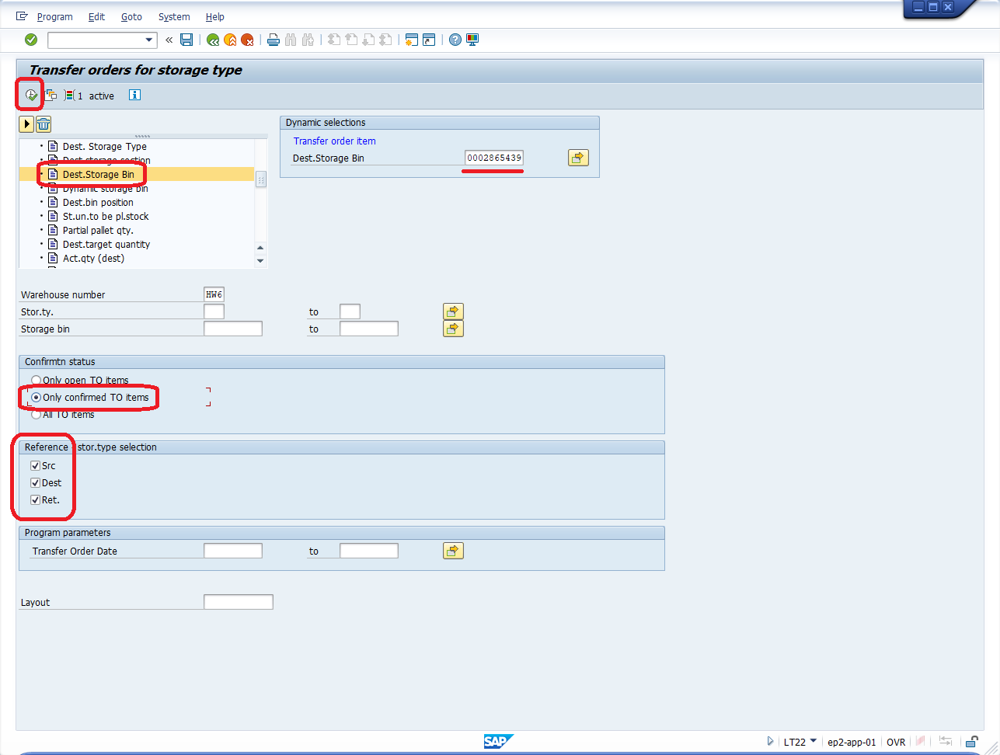 Program Edit Goto System Help
«
Transfer orders for storage type
1 active
Dynamic selections
Transfer order item
Dest.Storage Bin 0002865439
Dest. Storage Type
Dest.storage section
Dest.Storage Bin
Dynamic storage bin
Dest.bin position
St.un.to be pl.stock
Partial pallet qty.
Dest.target quantity
Act.qty (dest)
Warehouse number HW6
Stor.ty. to
Storage bin to
Confirmtn status
Only open TO items
Only confirmed TO items
All TO items
Reference - stor.type selection
Src
Dest
Ret.
Program parameters
Transfer Order Date to
Layout
SAP LT22 ep2-app-01 OVR